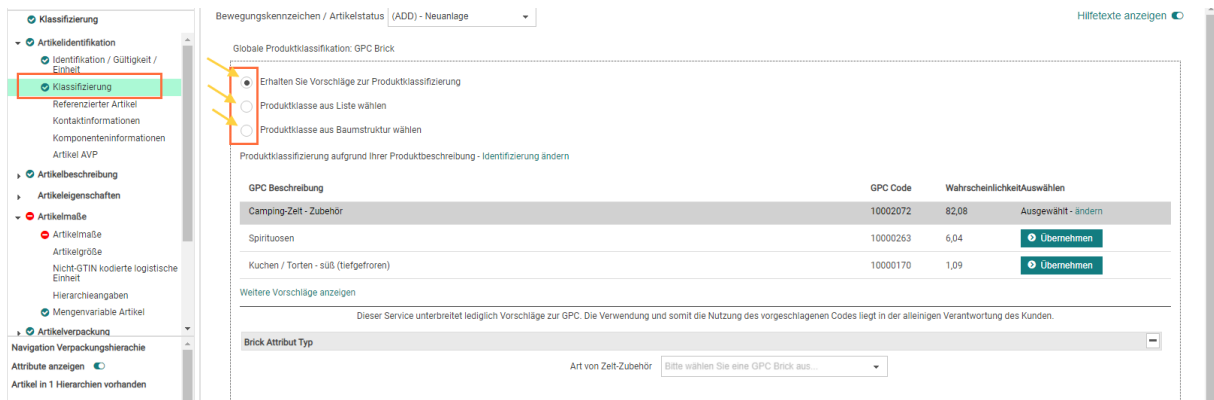 Klassifizierung
Artikelidentifikation
Identifikation / Gültigkeit /
Einheit
Klassifizierung
Referenzierter Artikel
Kontaktinformationen
Komponenteninformationen
Artikel AVP
Artikelbeschreibung
Artikeleigenschaften
Artikelmaße
Artikelmaße
Artikelgröße
Nicht-GTIN kodierte logistische
Einheit
Hierarchieangaben
Mengenvariable Artikel
Artikelverpackung
Navigation Verpackungshierachie
Attribute anzeigen
Artikel in 1 Hierarchien vorhanden
Bewegungskennzeichen / Artikelstatus (ADD) - Neuanlage
Hilfetexte anzeigen
Globale Produktklassifikation: GPC Brick
Erhalten Sie Vorschläge zur Produktklassifizierung
Produktklasse aus Liste wählen
Produktklasse aus Baumstruktur wählen
Produktklassifizierung aufgrund Ihrer Produktbeschreibung - Identifizierung ändern
GPC Beschreibung GPC Code WahrscheinlichkeitAuswählen
Camping-Zelt - Zubehör 10002072 82,08 Ausgewählt - ändern
Spirituosen 10000263 6,04 Übernehmen
Kuchen / Torten - süß (tiefgefroren) 10000170 1,09 Übernehmen
Weitere Vorschläge anzeigen
Dieser Service unterbreitet lediglich Vorschläge zur GPC. Die Verwendung und somit die Nutzung des vorgeschlagenen Codes liegt in der alleinigen Verantwortung des Kunden.
Brick Attribut Typ
Art von Zelt-Zubehör Bitte wählen Sie eine GPC Brick aus...